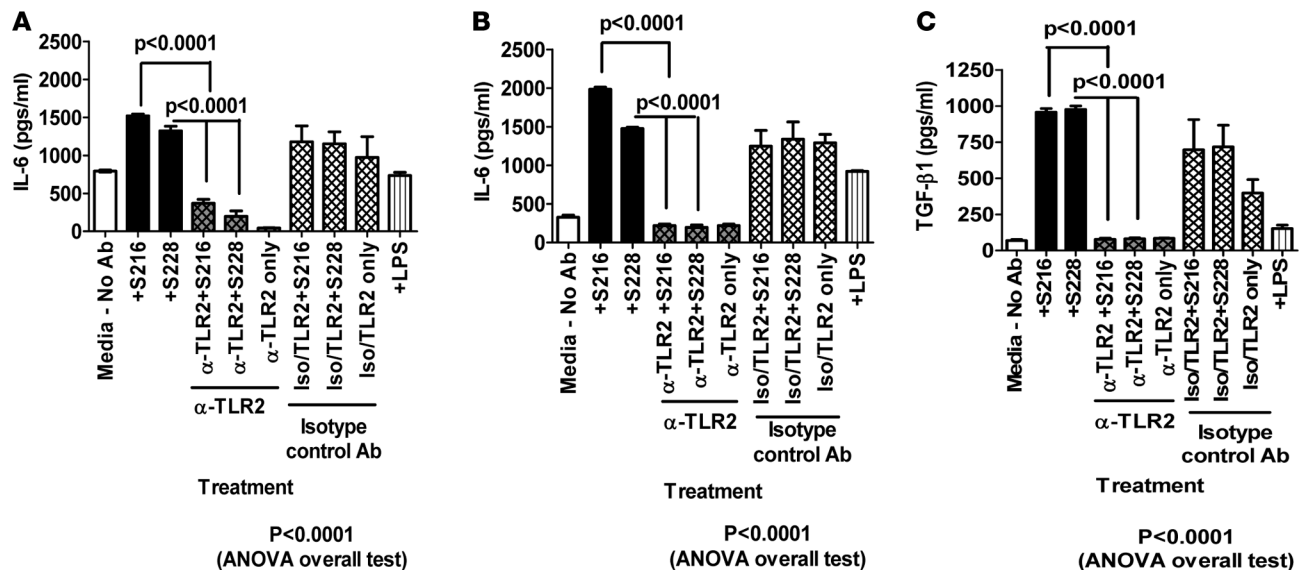 A
IL-6 (pgs/ml)
2500
2000
1500
1000
500
0
p<0.0001
p<0.0001
Media - No Ab
+S216
+S228
α-TLR2+S216
α-TLR2+S228
α-TLR2 only
Iso/TLR2+S216
Iso/TLR2+S228
Iso/TLR2 only
+LPS
α-TLR2
Isotype
control Ab
Treatment
P<0.0001
(ANOVA overall test)
B
IL-6 (pgs/ml)
2500
2000
1500
1000
500
0
p<0.0001
p<0.0001
Media - No Ab
+S216
+S228
α-TLR2 +S216
α-TLR2+S228
α-TLR2 only
Iso/TLR2+S216
Iso/TLR2+S228
Iso/TLR2 only
+LPS
α-TLR2
Isotype
control Ab
Treatment
P<0.0001
(ANOVA overall test)
C
TGF-β1 (pgs/ml)
1250
1000
750
500
250
0
p<0.0001
p<0.0001
Media - No Ab
+S216
+S228
α-TLR2 +S216
α-TLR2+S228
α-TLR2 only
Iso/TLR2+S216
Iso/TLR2+S228
Iso/TLR2 only
+LPS
α-TLR2
Isotype
control Ab
Treatment
P<0.0001
(ANOVA overall test)